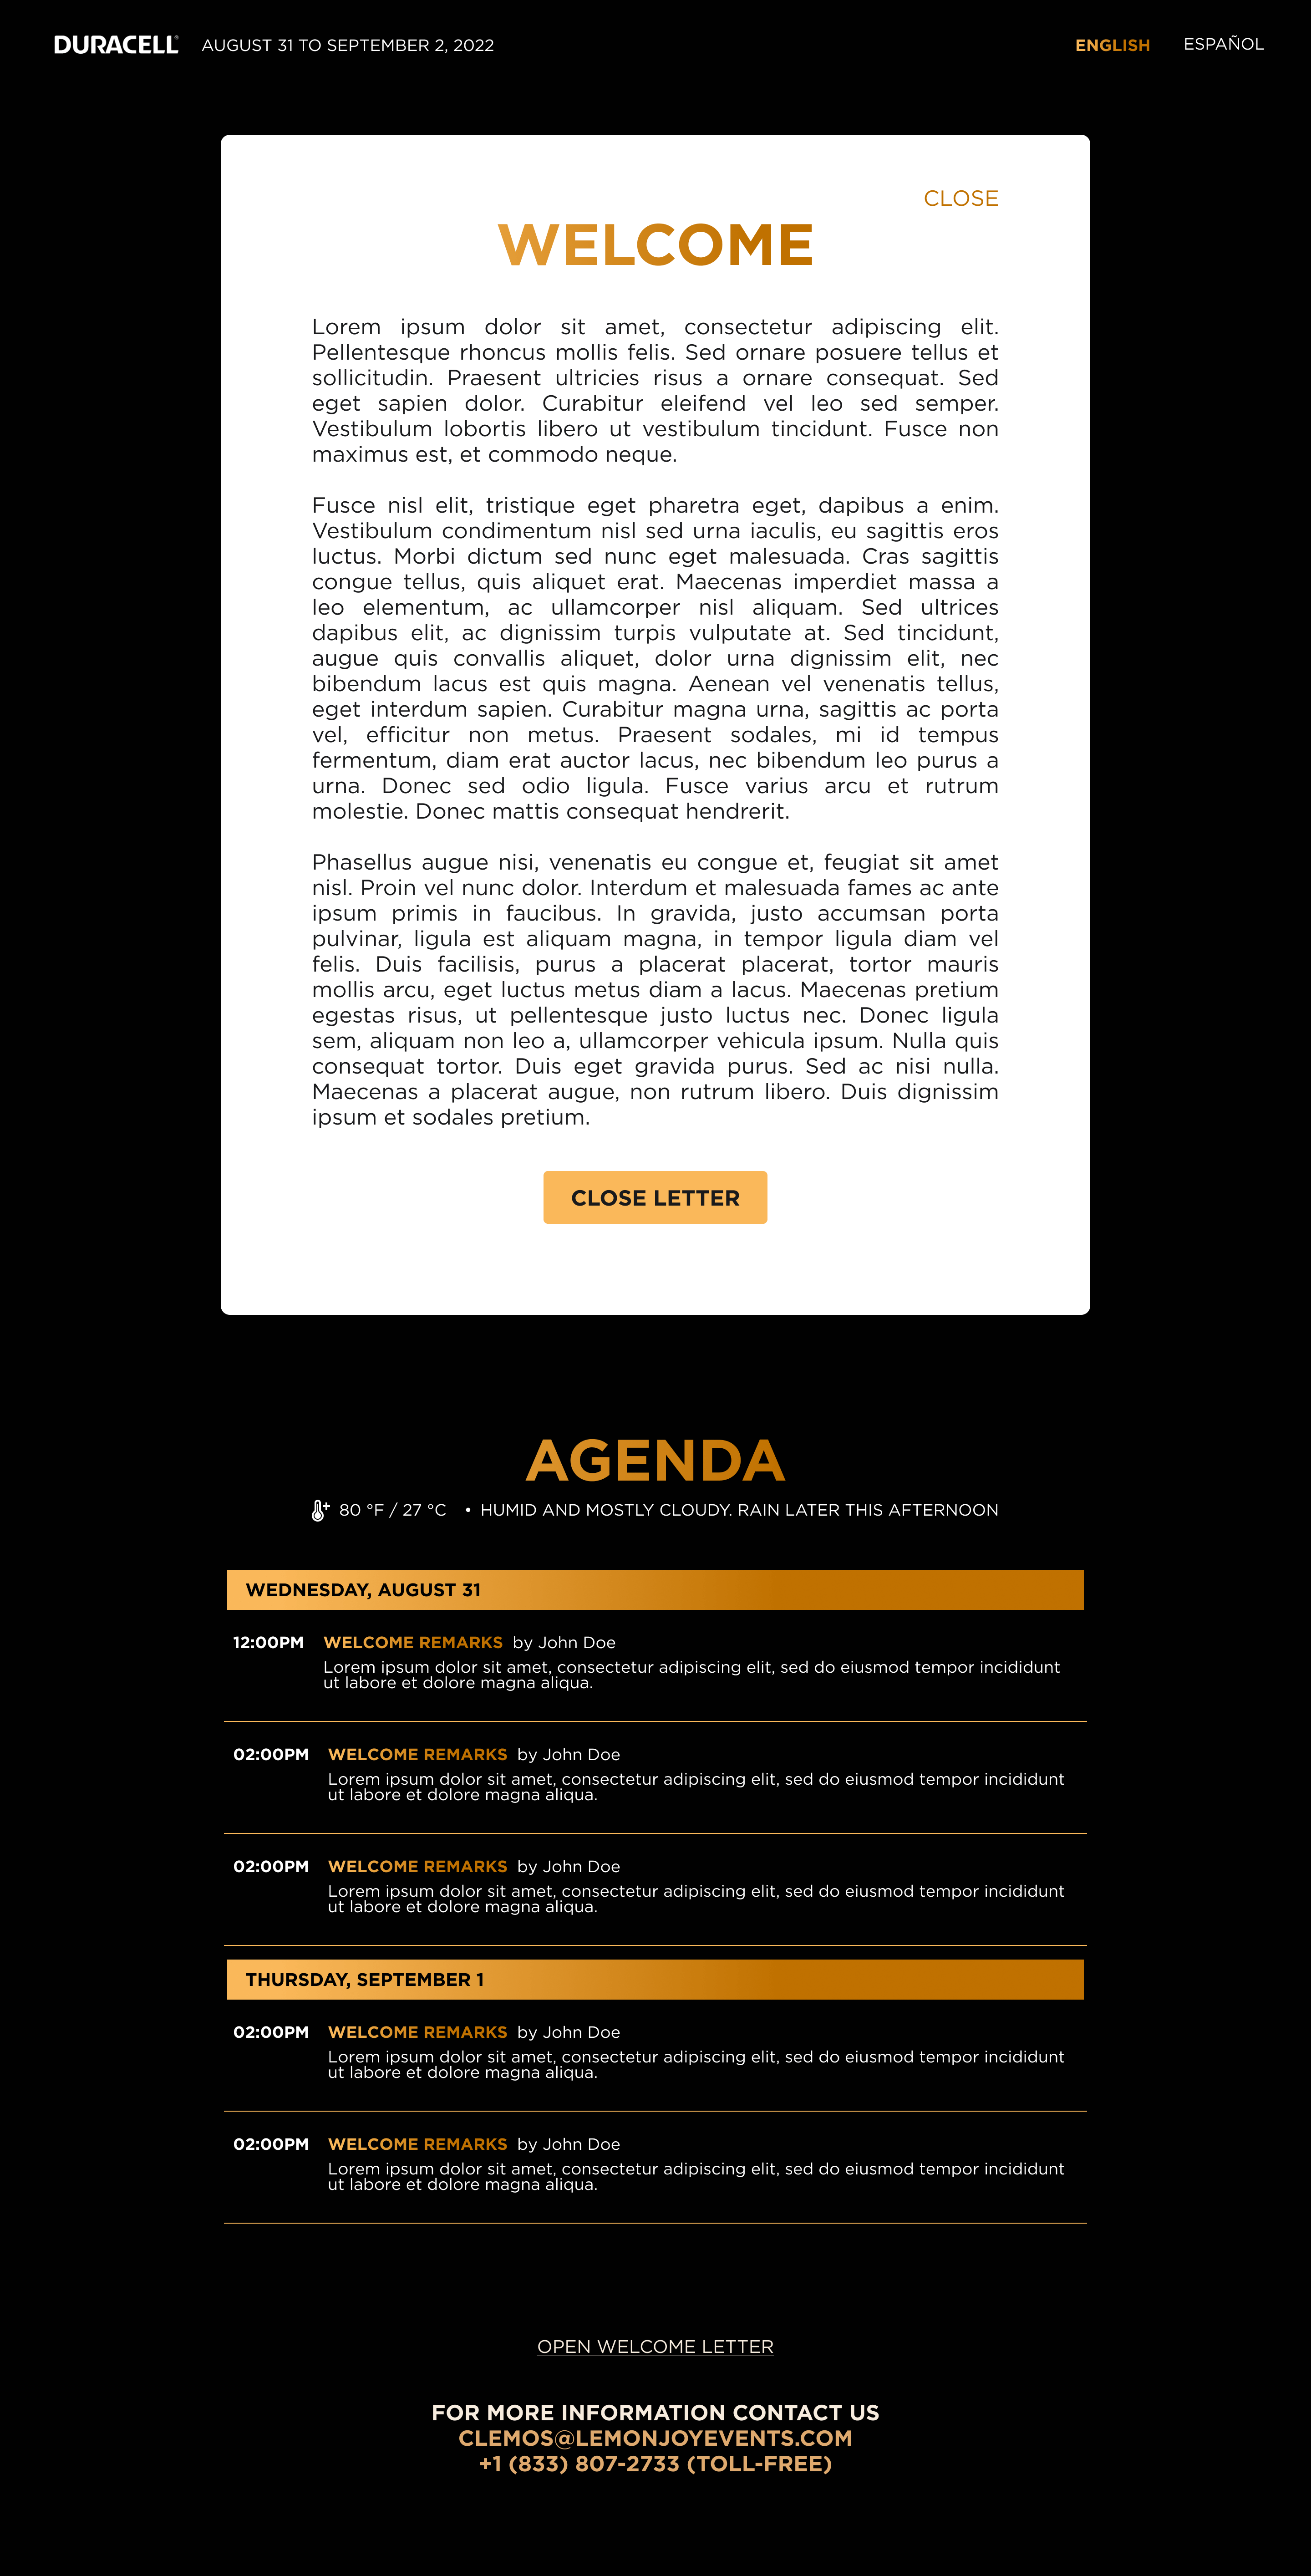 DURACELL® AUGUST 31 TO SEPTEMBER 2, 2022 ENGLISH ESPAÑOL
CLOSE
WELCOME
Lorem ipsum dolor sit amet, consectetur adipiscing elit.
Pellentesque rhoncus mollis felis. Sed ornare posuere tellus et
sollicitudin. Praesent ultricies risus a ornare consequat. Sed
eget sapien dolor. Curabitur eleifend vel leo sed semper.
Vestibulum lobortis libero ut vestibulum tincidunt. Fusce non
maximus est, et commodo neque.
Fusce nisl elit, tristique eget pharetra eget, dapibus a enim.
Vestibulum condimentum nisl sed urna iaculis, eu sagittis eros
luctus. Morbi dictum sed nunc eget malesuada. Cras sagittis
congue tellus, quis aliquet erat. Maecenas imperdiet massa a
leo elementum, ac ullamcorper nisl aliquam. Sed ultrices
dapibus elit, ac dignissim turpis vulputate at. Sed tincidunt,
augue quis convallis aliquet, dolor urna dignissim elit, nec
bibendum lacus est quis magna. Aenean vel venenatis tellus,
eget interdum sapien. Curabitur magna urna, sagittis ac porta
vel, efficitur non metus. Praesent sodales, mi id tempus
fermentum, diam erat auctor lacus, nec bibendum leo purus a
urna. Donec sed odio ligula. Fusce varius arcu et rutrum
molestie. Donec mattis consequat hendrerit.
Phasellus augue nisi, venenatis eu congue et, feugiat sit amet
nisl. Proin vel nunc dolor. Interdum et malesuada fames ac ante
ipsum primis in faucibus. In gravida, justo accumsan porta
pulvinar, ligula est aliquam magna, in tempor ligula diam vel
felis. Duis facilisis, purus a placerat placerat, tortor mauris
mollis arcu, eget luctus metus diam a lacus. Maecenas pretium
egestas risus, ut pellentesque justo luctus nec. Donec ligula
sem, aliquam non leo a, ullamcorper vehicula ipsum. Nulla quis
consequat tortor. Duis eget gravida purus. Sed ac nisi nulla.
Maecenas a placerat augue, non rutrum libero. Duis dignissim
ipsum et sodales pretium.
CLOSE LETTER
AGENDA
80 °F / 27 °C • HUMID AND MOSTLY CLOUDY. RAIN LATER THIS AFTERNOON
WEDNESDAY, AUGUST 31
12:00PM WELCOME REMARKS by John Doe
Lorem ipsum dolor sit amet, consectetur adipiscing elit, sed do eiusmod tempor incididunt
ut labore et dolore magna aliqua.
02:00PM WELCOME REMARKS by John Doe
Lorem ipsum dolor sit amet, consectetur adipiscing elit, sed do eiusmod tempor incididunt
ut labore et dolore magna aliqua.
02:00PM WELCOME REMARKS by John Doe
Lorem ipsum dolor sit amet, consectetur adipiscing elit, sed do eiusmod tempor incididunt
ut labore et dolore magna aliqua.
THURSDAY, SEPTEMBER 1
02:00PM WELCOME REMARKS by John Doe
Lorem ipsum dolor sit amet, consectetur adipiscing elit, sed do eiusmod tempor incididunt
ut labore et dolore magna aliqua.
02:00PM WELCOME REMARKS by John Doe
Lorem ipsum dolor sit amet, consectetur adipiscing elit, sed do eiusmod tempor incididunt
ut labore et dolore magna aliqua.
OPEN WELCOME LETTER
FOR MORE INFORMATION CONTACT US
CLEMOS@LEMONJOYEVENTS.COM
+1 (833) 807-2733 (TOLL-FREE)